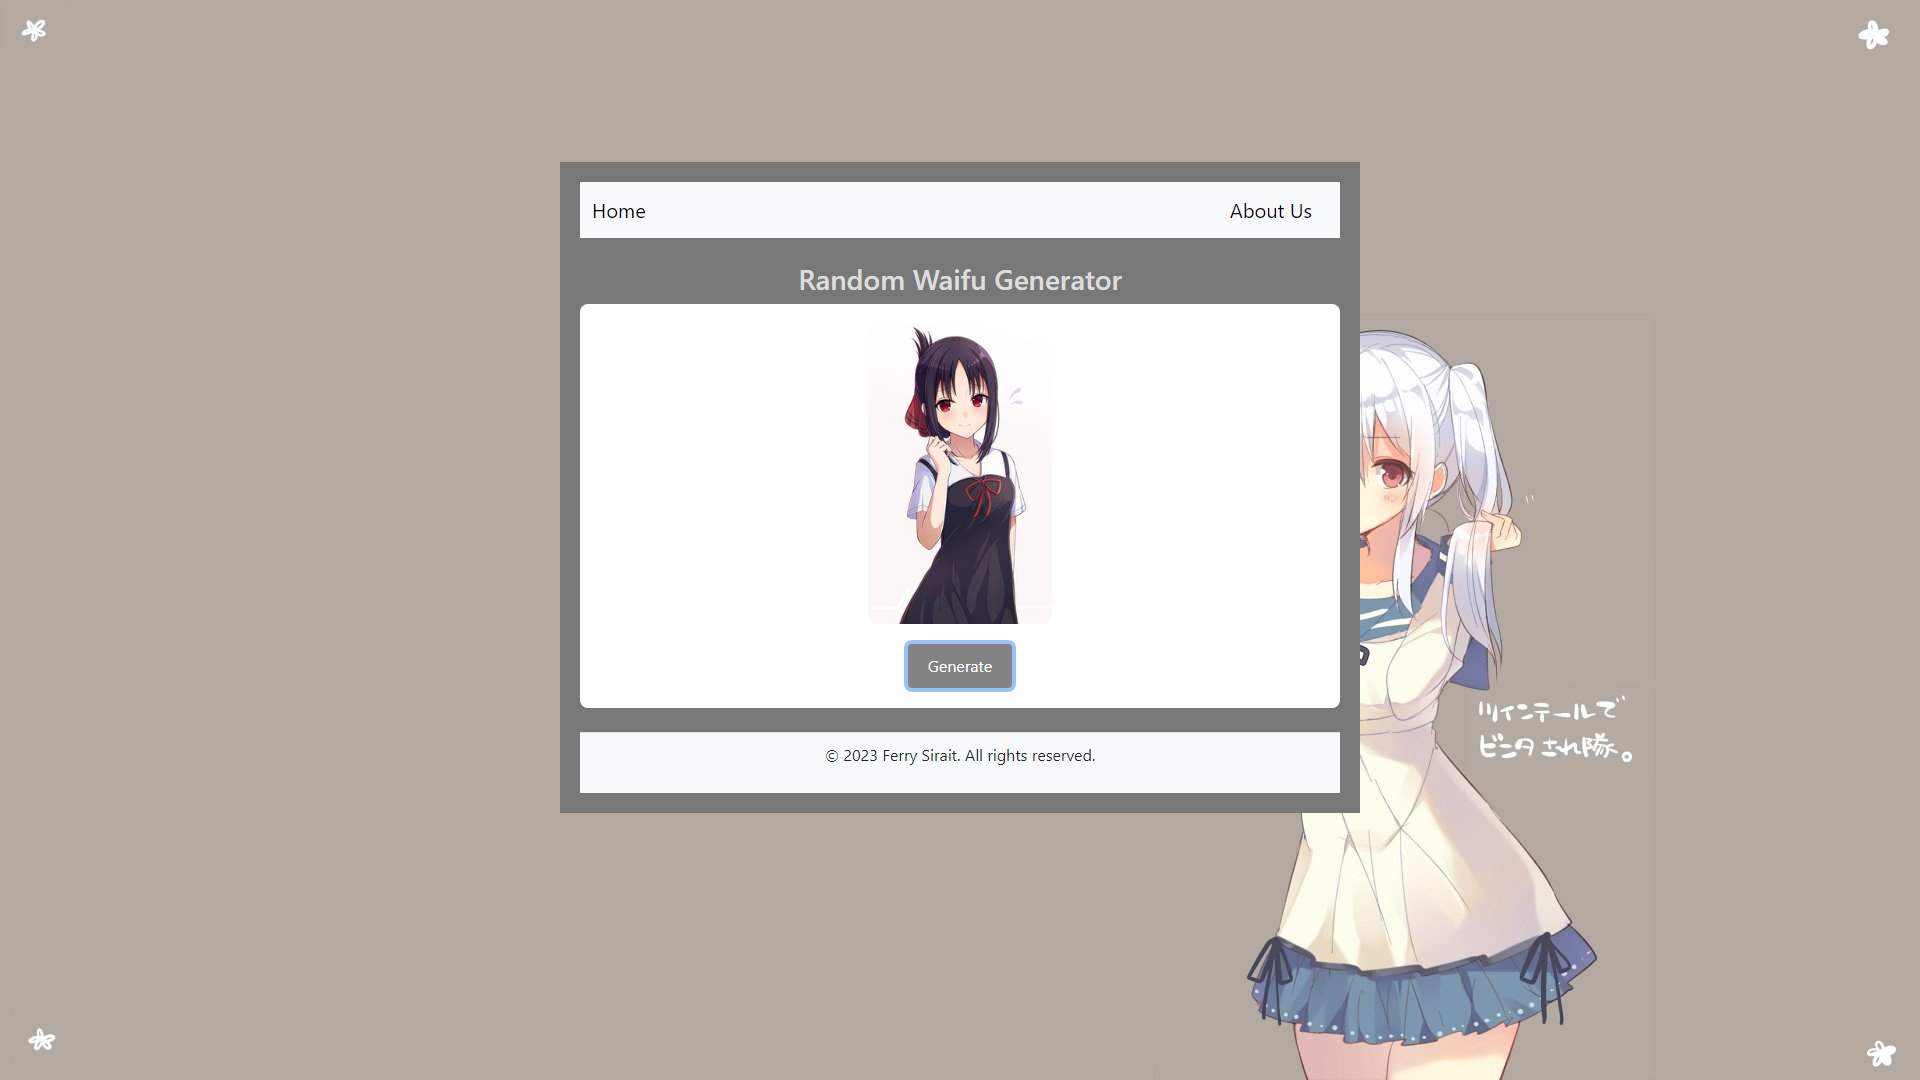 Home
About Us
Random Waifu Generator
Generate
ツインテールで
ビンタされ隊。
© 2023 Ferry Sirait. All rights reserved.